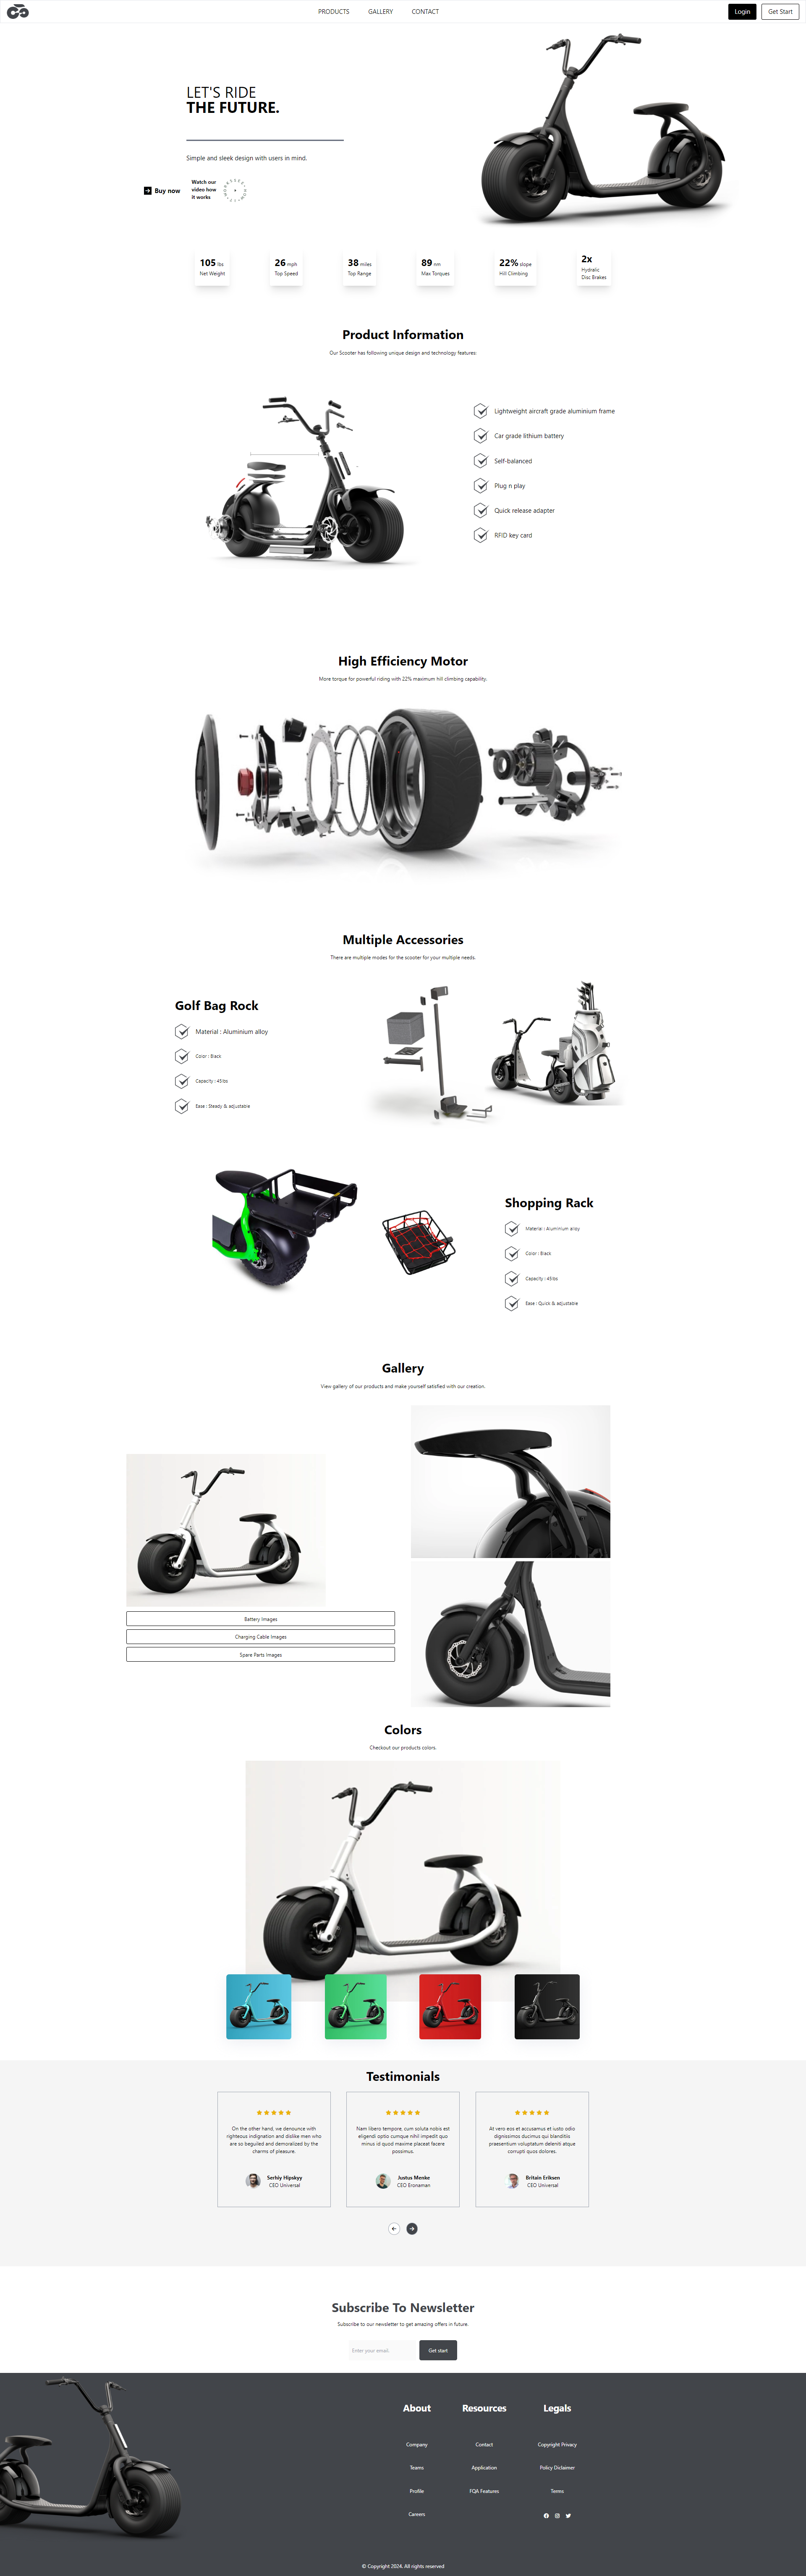 PRODUCTS
GALLERY
CONTACT
Login
Get Start
LET'S RIDE
THE FUTURE.
Simple and sleek design with users in mind.
Buy now
Watch our
video how
it works
105 lbs
Net Weight
26 mph
Top Speed
38 miles
Top Range
89 nm
Max Torques
22% slope
Hill Climbing
2x
Hydralic
Disc Brakes
Product Information
Our Scooter has following unique design and technology features:
Lightweight aircraft grade aluminium frame
Car grade lithium battery
Self-balanced
Plug n play
Quick release adapter
RFID key card
High Efficiency Motor
More torque for powerful riding with 22% maximum hill climbing capability.
Multiple Accessories
There are multiple modes for the scooter for your multiple needs.
Golf Bag Rock
Material : Aluminium alloy
Color : Black
Capacity : 45lbs
Ease : Steady & adjustable
Shopping Rack
Material : Aluminium alloy
Color : Black
Capacity : 45lbs
Ease : Quick & adjustable
Gallery
View gallery of our products and make yourself satisfied with our creation.
Battery Images
Charging Cable Images
Spare Parts Images
Colors
Checkout our products colors.
Testimonials
On the other hand, we denounce with
righteous indignation and dislike men who
are so beguiled and demoralized by the
charms of pleasure.
Serhiy Hipskyy
CEO Universal
Nam libero tempore, cum soluta nobis est
eligendi optio cumque nihil impedit quo
minus id quod maxime placeat facere
possimus.
Justus Menke
CEO Eronaman
At vero eos et accusamus et iusto odio
dignissimos ducimus qui blanditiis
praesentium voluptatum deleniti atque
corrupti quos dolores.
Britain Eriksen
CEO Universal
Subscribe To Newsletter
Subscribe to our newsletter to get amazing offers in future.
Enter your email
Get start
About
Company
Teams
Profile
Careers
Resources
Contact
Application
FQA Features
Legals
Copyright Privacy
Policy Diclaimer
Terms
© Copyright 2024. All rights reserved